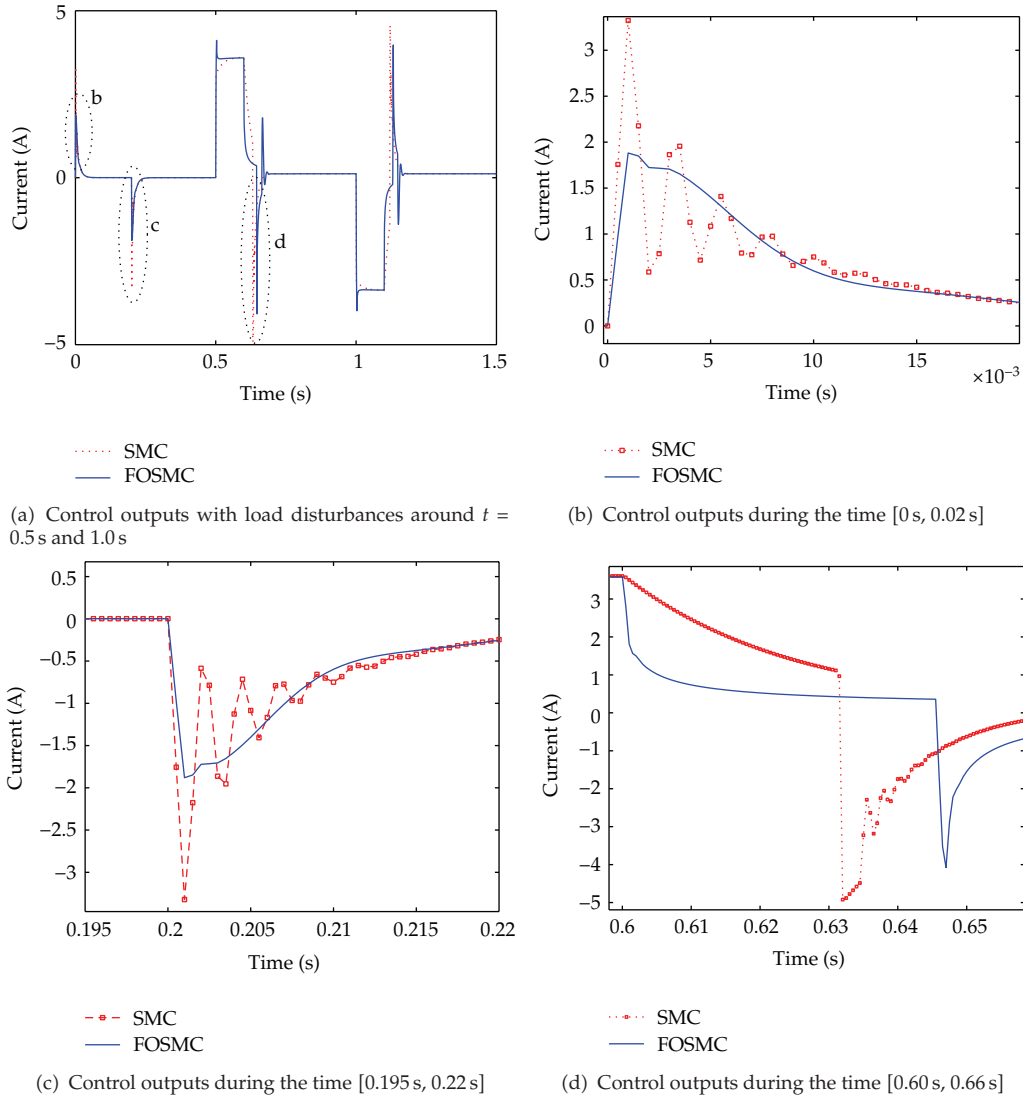 5
0
−5
Current (A)
b
c
d
0
0.5
1
1.5
Time (s)
SMC
FOSMC
(a) Control outputs with load disturbances around t =
0.5 s and 1.0 s
3
2.5
2
1.5
1
0.5
0
Current (A)
0
5
10
15
×10−3
Time (s)
SMC
FOSMC
(b) Control outputs during the time [0 s, 0.02 s]
0.5
0
−0.5
−1
−1.5
−2
−2.5
−3
Current (A)
0.195
0.2
0.205
0.21
0.215
0.22
Time (s)
SMC
FOSMC
(c) Control outputs during the time [0.195 s, 0.22 s]
3
2
1
0
−1
−2
−3
−4
−5
Current (A)
0.6
0.61
0.62
0.63
0.64
0.65
Time (s)
SMC
FOSMC
(d) Control outputs during the time [0.60 s, 0.66 s]